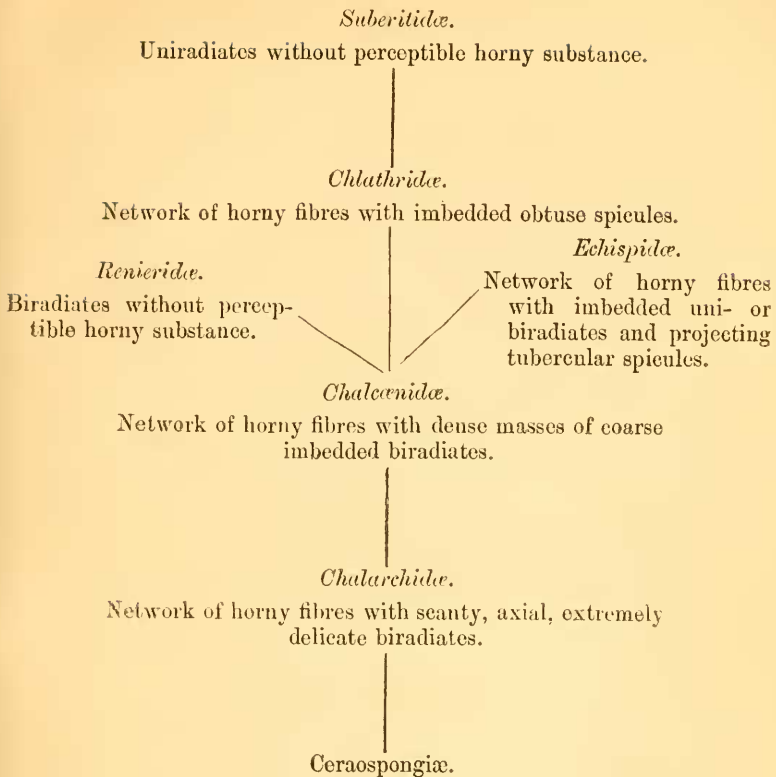 Suberitidæ.
Uniradiates without perceptible horny substance.
Chlathridæ.
Network of horny fibres with imbedded obtuse spicules.
Renieridæ.
Biradiates without percep-
tible horny substance.
Echispidæ.
Network of horny fibres
with imbedded uni- or
biradiates and projecting
tubercular spicules.
Chalcænidæ.
Network of horny fibres with dense masses of coarse
imbedded biradiates.
Chalarchidæ.
Network of horny fibres with scanty, axial, extremely
delicate biradiates.
Ceraospongiæ.